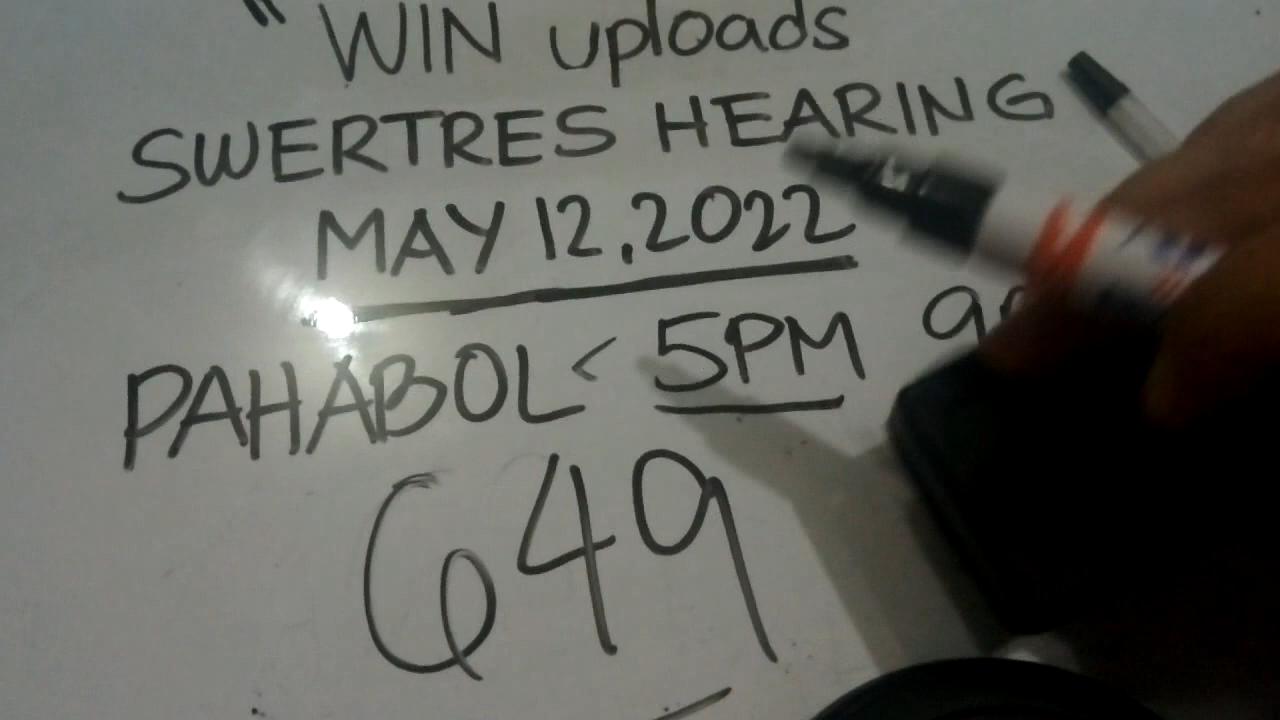 " WIN uploads
SWERTRES HEARING
MAY 12, 2022
PAHABOL < 5PM
649